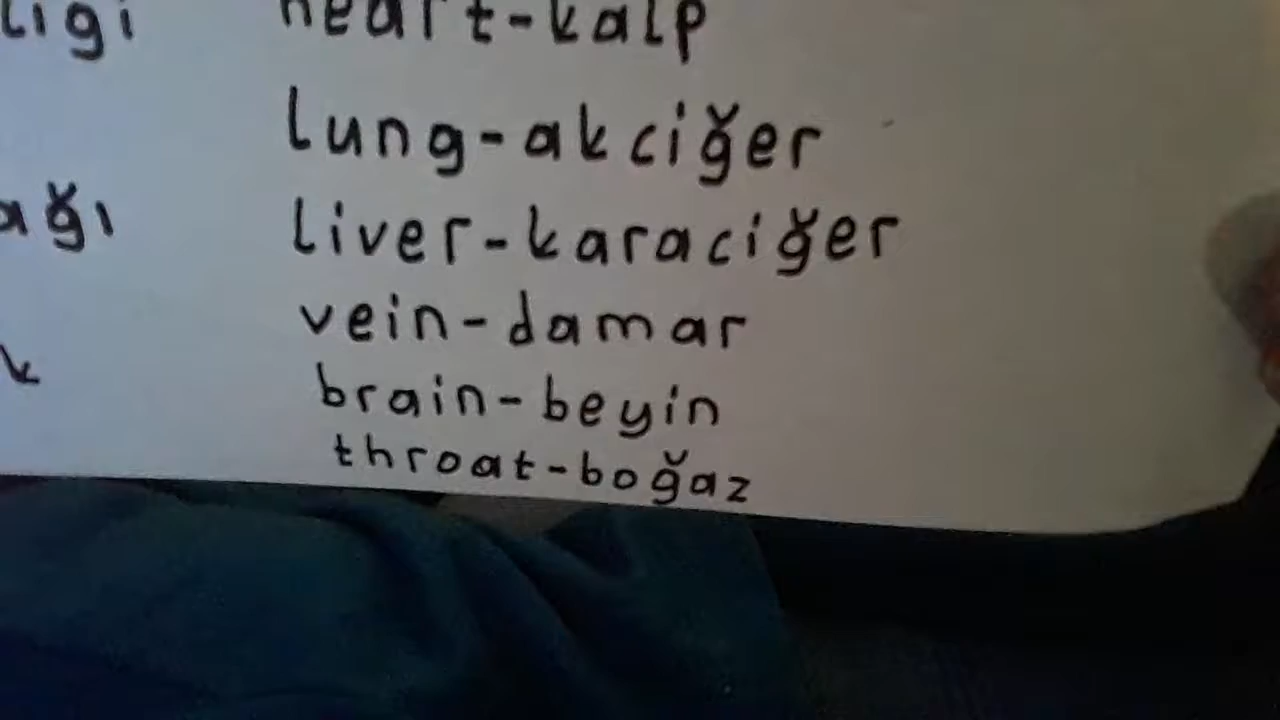 heart-kalp
lung-akciğer
liver-karaciğer
vein-damar
brain-beyin
throat-boğaz